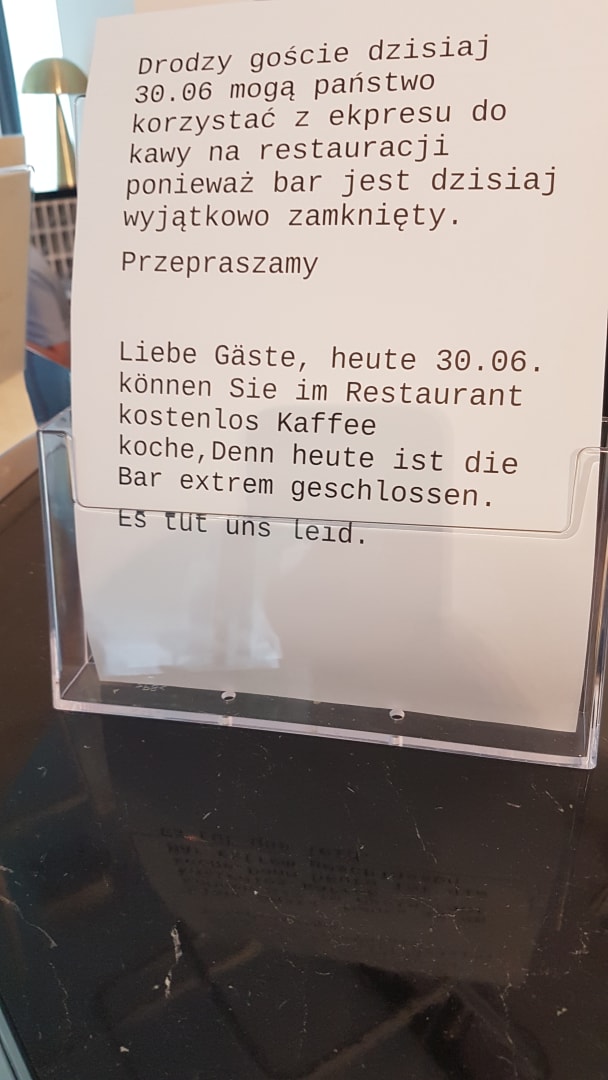 Drodzy goście dzisiaj
30.06 mogą państwo
korzystać z ekpresu do
kawy na restauracji
ponieważ bar jest dzisiaj
wyjątkowo zamknięty.
Przepraszamy
Liebe Gäste, heute 30.06.
können Sie im Restaurant
kostenlos Kaffee
koche,Denn heute ist die
Bar extrem geschlossen.
Es tut uns leid.